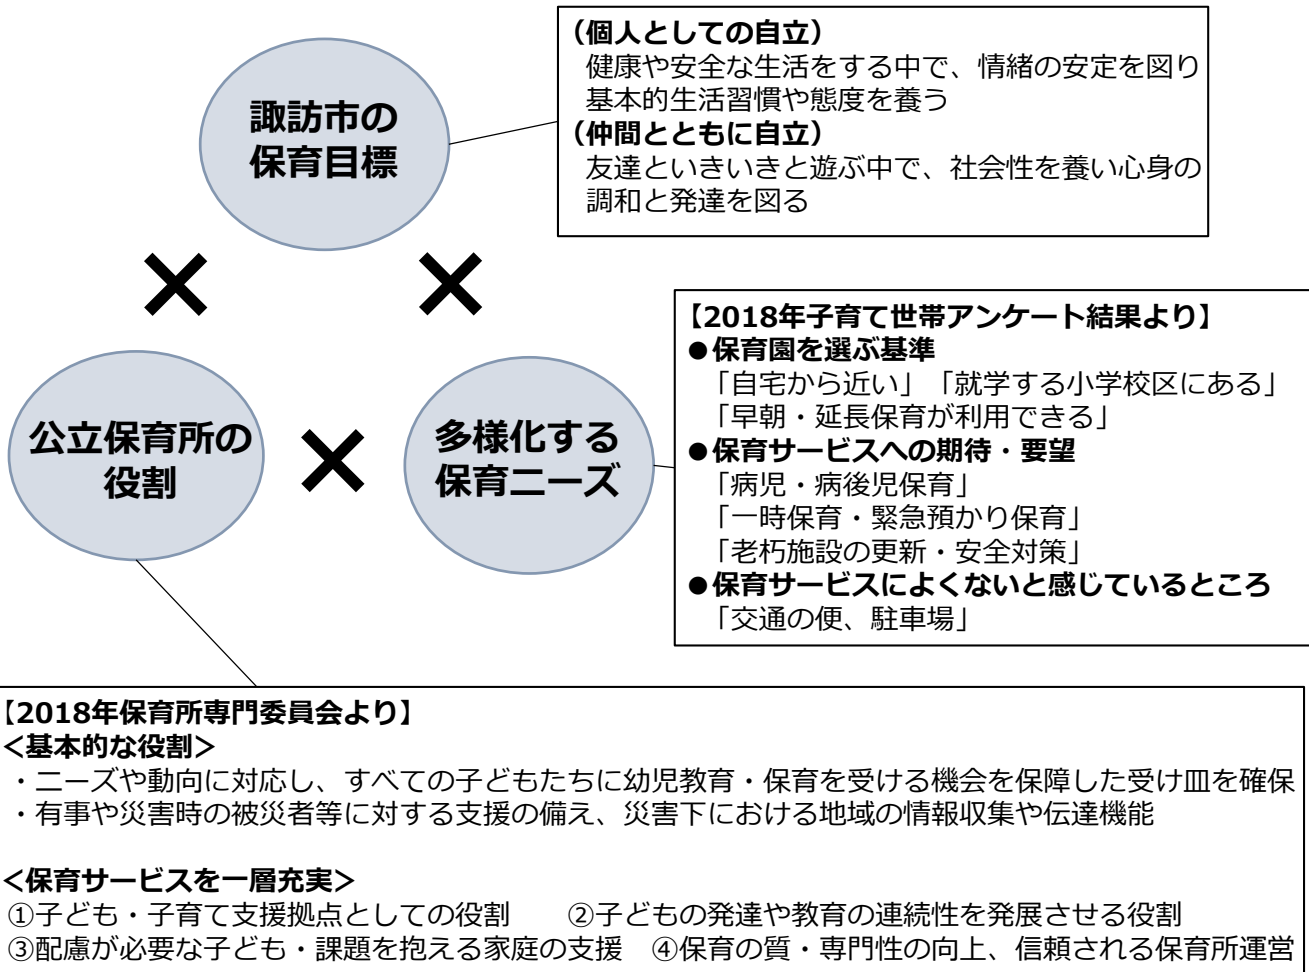 諏訪市の
保育目標
（個人としての自立）
健康や安全な生活をする中で、情緒の安定を図り
基本的生活習慣や態度を養う
（仲間とともに自立）
友達といきいきと遊ぶ中で、社会性を養い心身の
調和と発達を図る
×
×
公立保育所の
役割
×
多様化する
保育ニーズ
【2018年子育て世帯アンケート結果より】
●保育園を選ぶ基準
「自宅から近い」「就学する小学校区にある」
「早朝・延長保育が利用できる」
●保育サービスへの期待・要望
「病児・病後児保育」
「一時保育・緊急預かり保育」
「老朽施設の更新・安全対策」
●保育サービスによくないと感じているところ
「交通の便、駐車場」
【2018年保育所専門委員会より】
＜基本的な役割＞
・ニーズや動向に対応し、すべての子どもたちに幼児教育・保育を受ける機会を保障した受け皿を確保
・有事や災害時の被災者等に対する支援の備え、災害下における地域の情報収集や伝達機能
＜保育サービスを一層充実＞
①子ども・子育て支援拠点としての役割　②子どもの発達や教育の連続性を発展させる役割
③配慮が必要な子ども・課題を抱える家庭の支援　④保育の質・専門性の向上、信頼される保育所運営